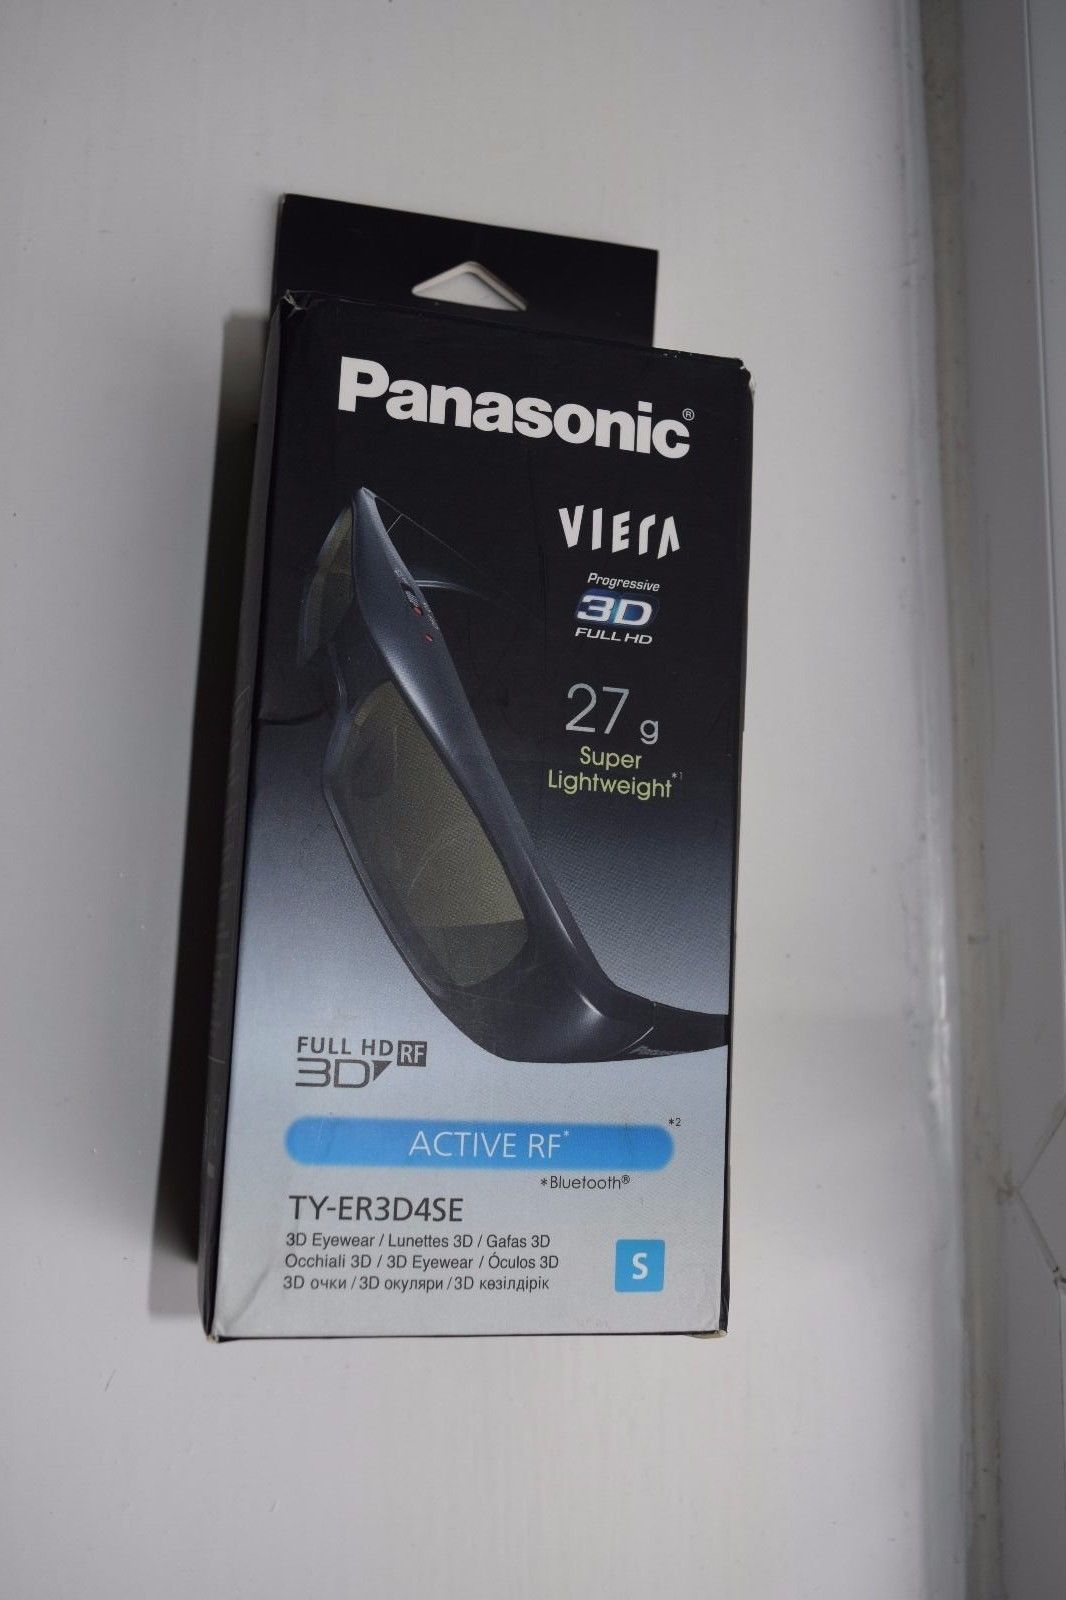 Panasonic®
VIErA
Progressive
3D
FULL HD
27 g
Super
Lightweight*1
Panasonic
FULL HD RF
3D
ACTIVE RF*
*2
*Bluetooth®
TY-ER3D4SE
3D Eyewear / Lunettes 3D / Gafas 3D
Occhiali 3D / 3D Eyewear / Óculos 3D
3D очки / 3D окуляри / 3D көзілдірік
S